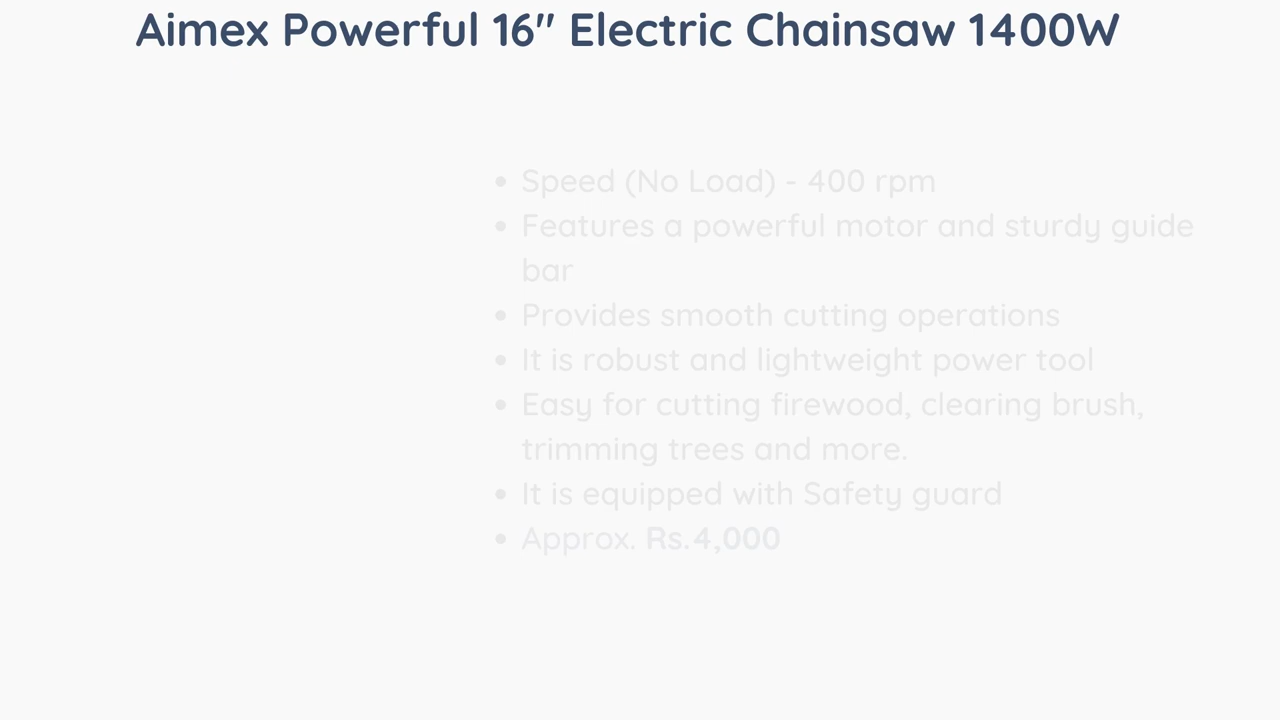 Aimex Powerful 16" Electric Chainsaw 1400W
• Speed (No Load) - 400 rpm
• Features a powerful motor and sturdy guide
bar
• Provides smooth cutting operations
• It is robust and lightweight power tool
• Easy for cutting firewood, clearing brush,
trimming trees and more.
• It is equipped with Safety guard
• Approx. Rs.4,000